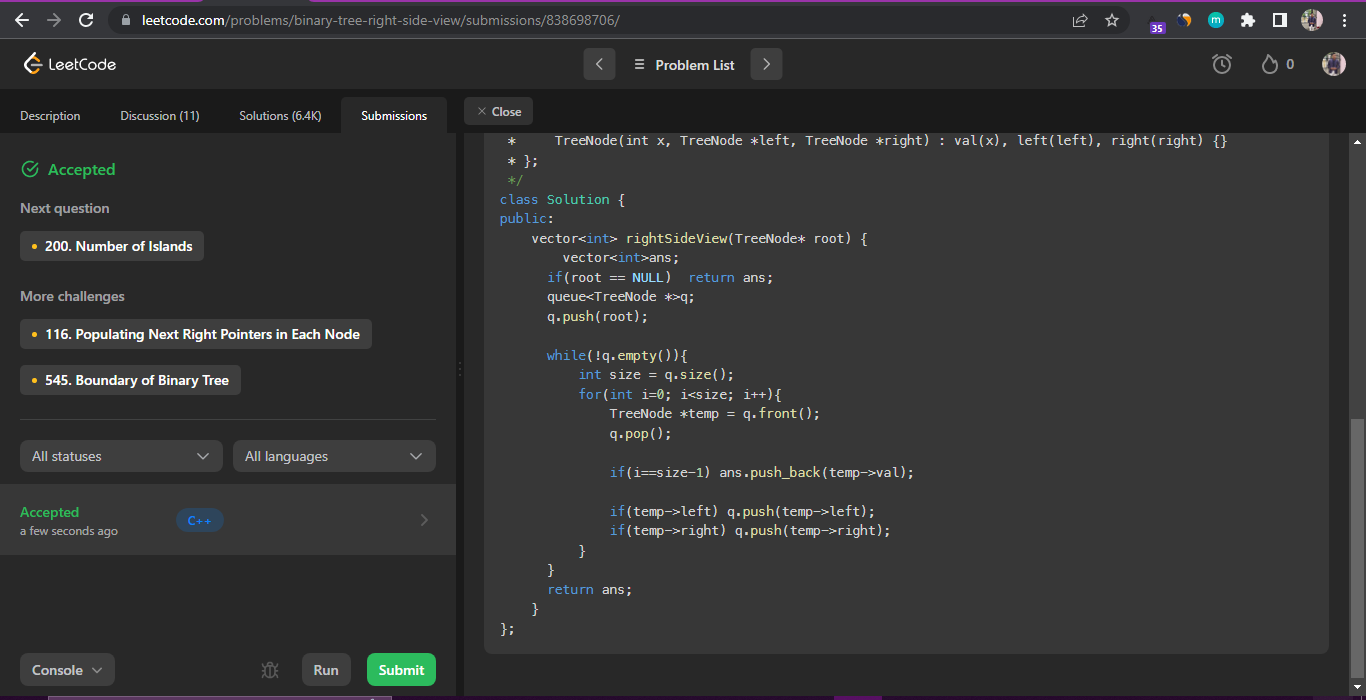 leetcode.com/problems/binary-tree-right-side-view/submissions/838698706/
35
m
LeetCode
Problem List
0
Description
Discussion (11)
Solutions (6.4K)
Submissions
Close
Accepted
Next question
200. Number of Islands
More challenges
116. Populating Next Right Pointers in Each Node
545. Boundary of Binary Tree
All statuses
All languages
Accepted
a few seconds ago
C++
Console
Run
Submit
*     TreeNode(int x, TreeNode *left, TreeNode *right) : val(x), left(left), right(right) {}
* };
*/
class Solution {
public:
    vector<int> rightSideView(TreeNode* root) {
        vector<int>ans;
      if(root == NULL)  return ans;
      queue<TreeNode *>q;
      q.push(root);
      while(!q.empty()){
          int size = q.size();
          for(int i=0; i<size; i++){
              TreeNode *temp = q.front();
              q.pop();
              if(i==size-1) ans.push_back(temp->val);
              if(temp->left) q.push(temp->left);
              if(temp->right) q.push(temp->right);
          }
      }
      return ans;
    }
};